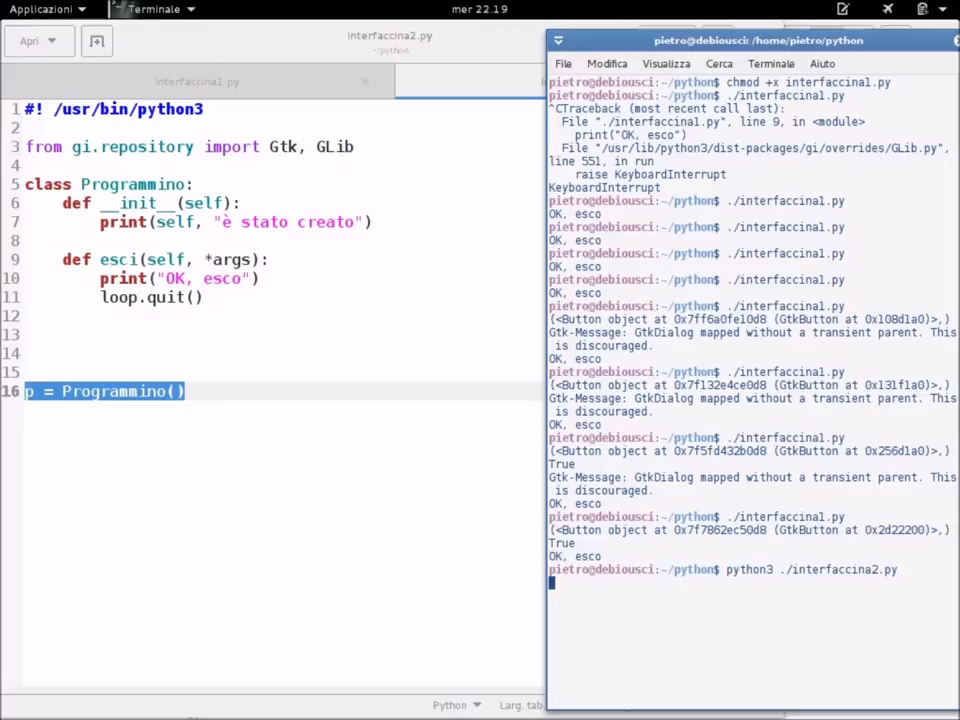 Applicazioni
Terminale
mer 22.19
Apri
interfaccina2.py
~/python
interfaccina1.py
1 #! /usr/bin/python3
2
3 from gi.repository import Gtk, GLib
4
5 class Programmino:
6 def __init__(self):
7 print(self, "è stato creato")
8
9 def esci(self, *args):
10 print("OK, esco")
11 loop.quit()
12
13
14
15
16 p = Programmino()
Python
Larg. tab
pietro@debiousci: /home/pietro/python
File Modifica Visualizza Cerca Terminale Aiuto
pietro@debiousci:~/python$ chmod +x interfaccina1.py
pietro@debiousci:~/python$ ./interfaccina1.py
^CTraceback (most recent call last):
File "./interfaccina1.py", line 9, in <module>
print("OK, esco")
File "/usr/lib/python3/dist-packages/gi/overrides/GLib.py",
line 551, in run
raise KeyboardInterrupt
KeyboardInterrupt
pietro@debiousci:~/python$ ./interfaccina1.py
OK, esco
pietro@debiousci:~/python$ ./interfaccina1.py
OK, esco
pietro@debiousci:~/python$ ./interfaccina1.py
OK, esco
pietro@debiousci:~/python$ ./interfaccina1.py
OK, esco
pietro@debiousci:~/python$ ./interfaccina1.py
(<Button object at 0x7ff6a0fe10d8 (GtkButton at 0x108d1a0)>,)
Gtk-Message: GtkDialog mapped without a transient parent. This
is discouraged.
OK, esco
pietro@debiousci:~/python$ ./interfaccina1.py
(<Button object at 0x7f132e4ce0d8 (GtkButton at 0x131f1a0)>,)
Gtk-Message: GtkDialog mapped without a transient parent. This
is discouraged.
OK, esco
pietro@debiousci:~/python$ ./interfaccina1.py
(<Button object at 0x7f5fd432b0d8 (GtkButton at 0x256d1a0)>,)
True
Gtk-Message: GtkDialog mapped without a transient parent. This
is discouraged.
OK, esco
pietro@debiousci:~/python$ ./interfaccina1.py
(<Button object at 0x7f7862ec50d8 (GtkButton at 0x2d22200)>,)
True
OK, esco
pietro@debiousci:~/python$ python3 ./interfaccina2.py